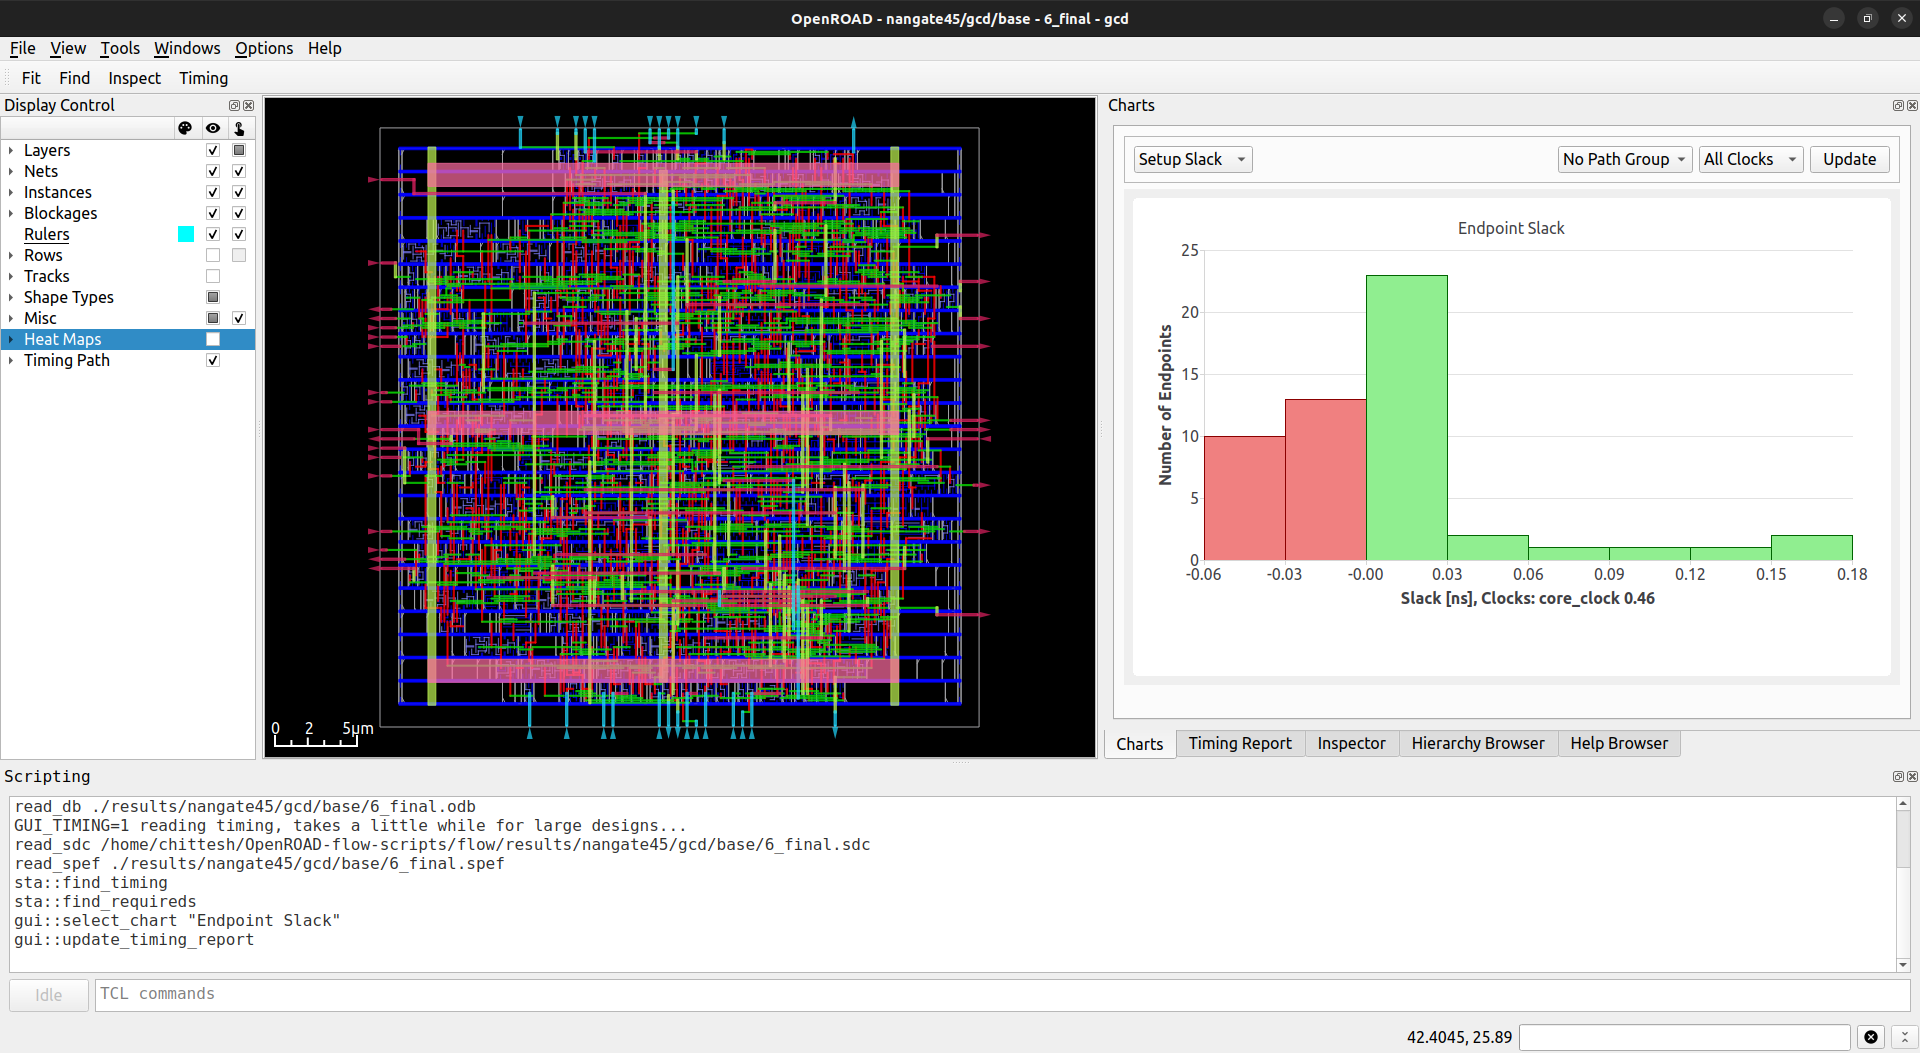 OpenROAD - nangate45/gcd/base - 6_final - gcd
File View Tools Windows Options Help
Fit Find Inspect Timing
Display Control
Layers
Nets
Instances
Blockages
Rulers
Rows
Tracks
Shape Types
Misc
Heat Maps
Timing Path
0 2 5μm
Charts
Setup Slack No Path Group All Clocks Update
Endpoint Slack
Number of Endpoints
25
20
15
10
5
0
-0.06 -0.03 -0.00 0.03 0.06 0.09 0.12 0.15 0.18
Slack [ns], Clocks: core_clock 0.46
Charts Timing Report Inspector Hierarchy Browser Help Browser
Scripting
read_db ./results/nangate45/gcd/base/6_final.odb
GUI_TIMING=1 reading timing, takes a little while for large designs...
read_sdc /home/chittesh/OpenROAD-flow-scripts/flow/results/nangate45/gcd/base/6_final.sdc
read_spef ./results/nangate45/gcd/base/6_final.spef
sta::find_timing
sta::find_requireds
gui::select_chart "Endpoint Slack"
gui::update_timing_report
Idle TCL commands
42.4045, 25.89